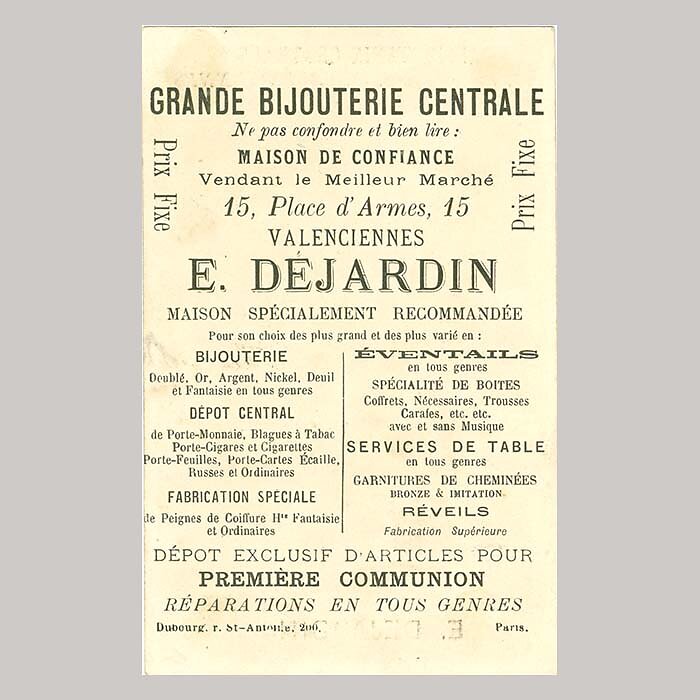 GRANDE BIJOUTERIE CENTRALE
Ne pas confondre et bien lire :
MAISON DE CONFIANCE
Vendant le Meilleur Marché
Prix Fixe
Prix Fixe
15, Place d'Armes, 15
VALENCIENNES
E. DÉJARDIN
MAISON SPÉCIALEMENT RECOMMANDÉE
Pour son choix des plus grand et des plus varié en :
BIJOUTERIE
Doublé, Or, Argent, Nickel, Deuil
et Fantaisie en tous genres
DÉPOT CENTRAL
de Porte-Monnaie, Blagues à Tabac
Porte-Cigares et Cigarettes
Porte-Feuilles, Porte-Cartes Écaille,
Russes et Ordinaires
FABRICATION SPÉCIALE
de Peignes de Coiffure Hte Fantaisie
et Ordinaires
ÉVENTAILS
en tous genres
SPÉCIALITÉ DE BOITES
Coffrets, Nécessaires, Trousses
Carafes, etc. etc.
avec et sans Musique
SERVICES DE TABLE
en tous genres
GARNITURES DE CHEMINÉES
BRONZE & IMITATION
RÉVEILS
Fabrication Supérieure
DÉPOT EXCLUSIF D'ARTICLES POUR
PREMIÈRE COMMUNION
RÉPARATIONS EN TOUS GENRES
Dubourg, r. St-Antoine, 206, Paris.